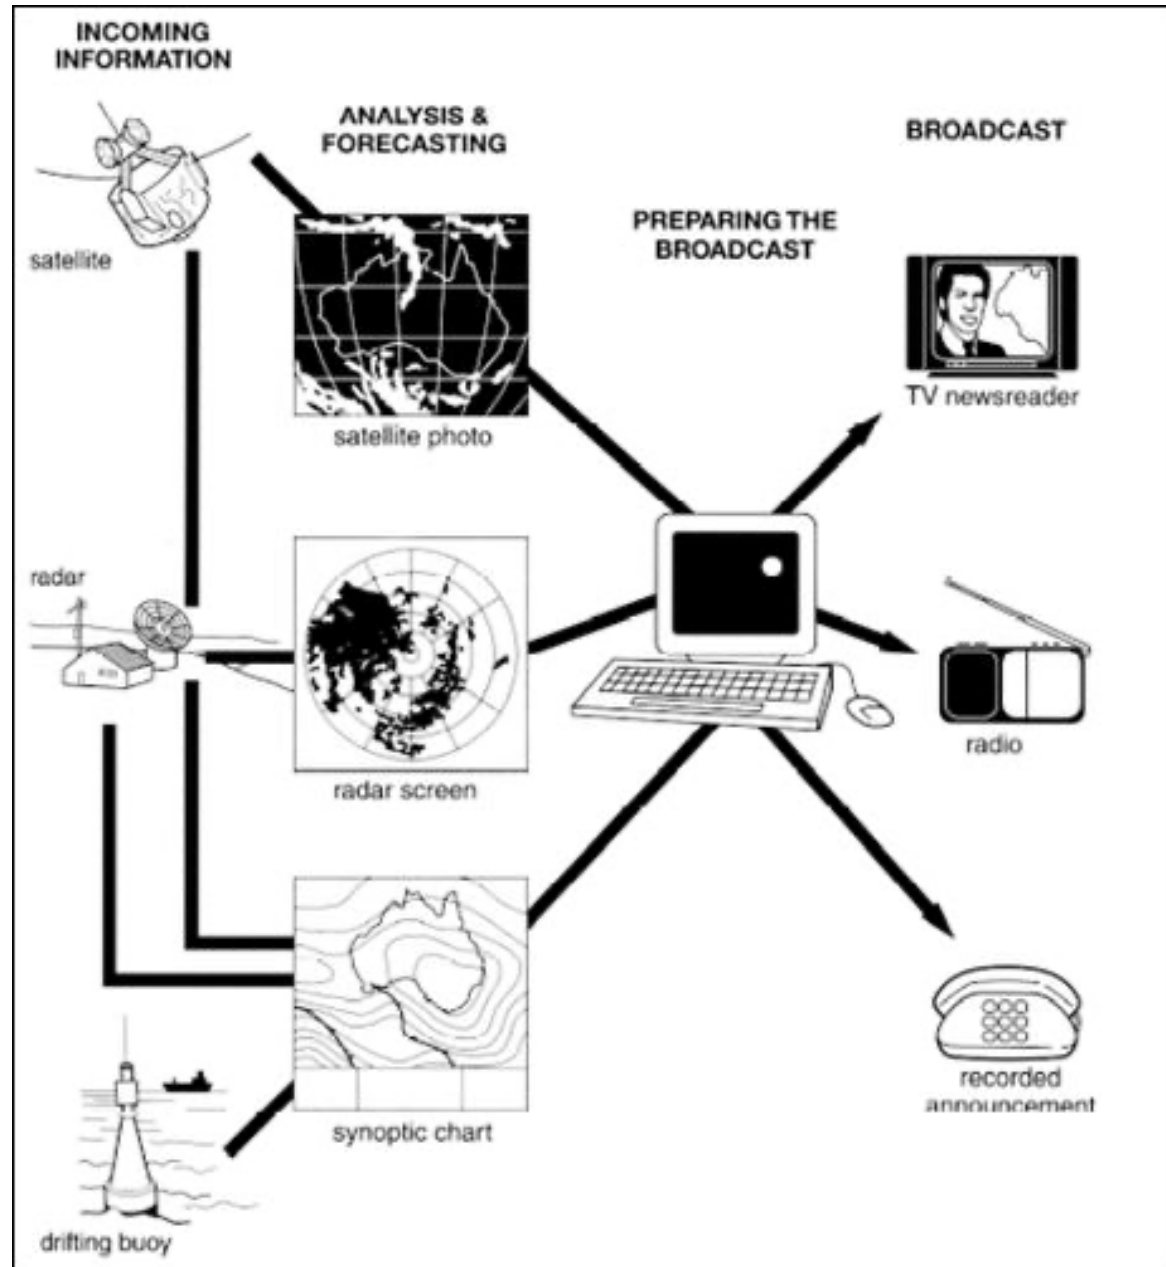 INCOMING
INFORMATION
ANALYSIS &
FORECASTING
BROADCAST
PREPARING THE
BROADCAST
satellite
satellite photo
TV newsreader
radar
radar screen
radio
synoptic chart
recorded
announcement
drifting buoy